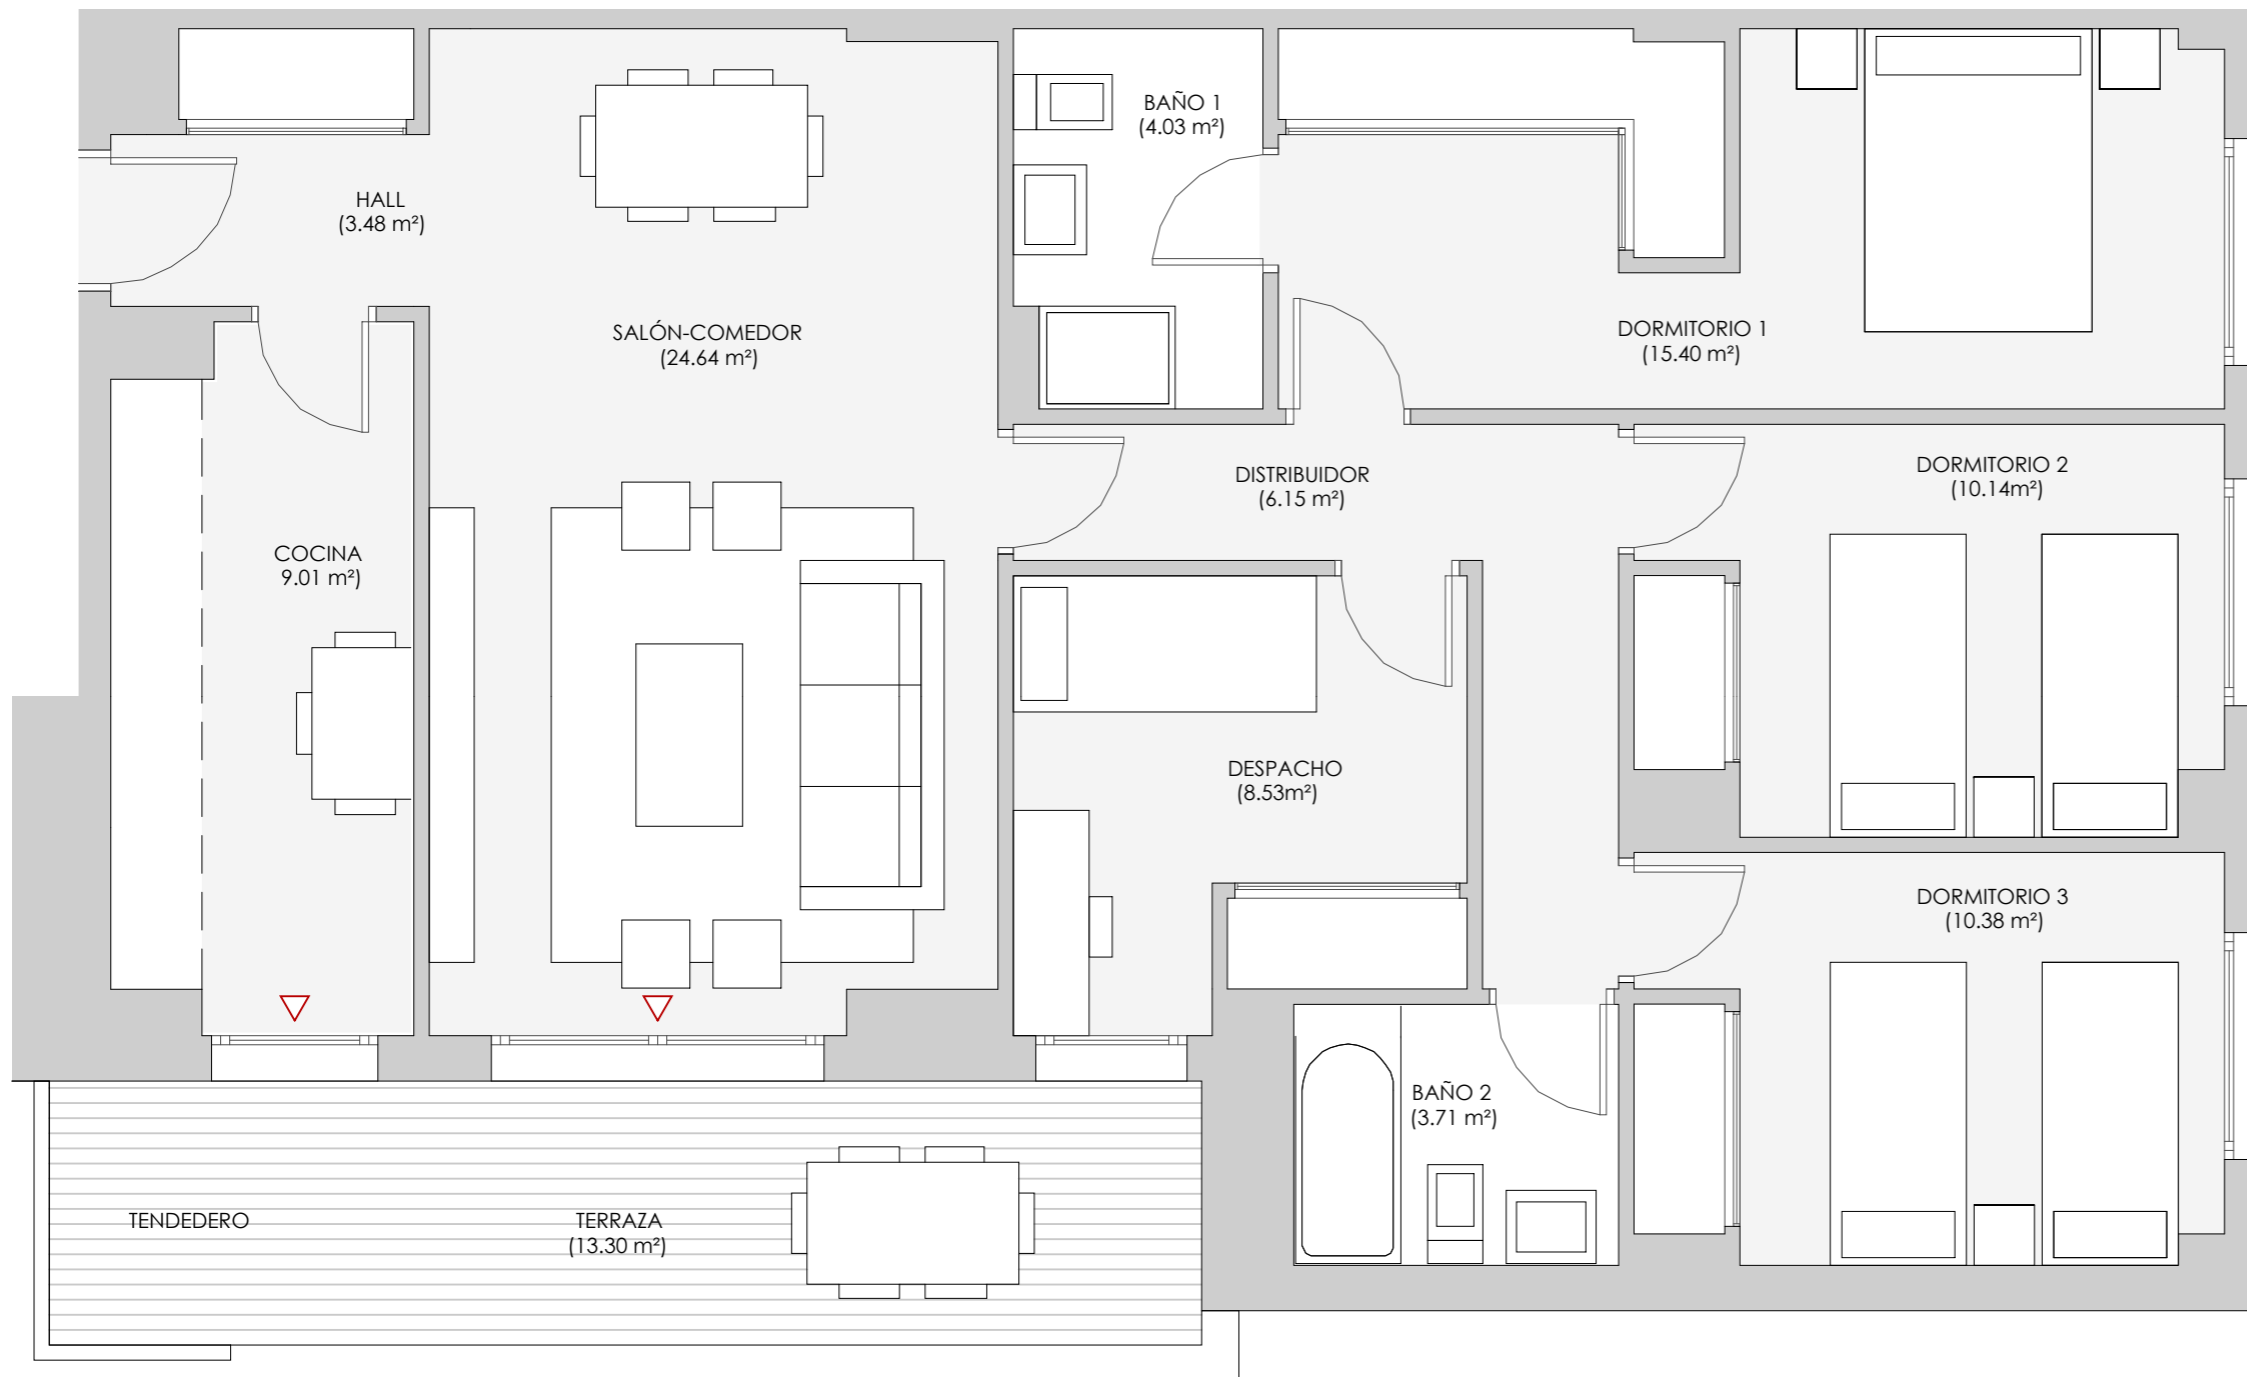 BAÑO 1
(4.03 m²)
HALL
(3.48 m²)
SALÓN-COMEDOR
(24.64 m²)
DORMITORIO 1
(15.40 m²)
DISTRIBUIDOR
(6.15 m²)
DORMITORIO 2
(10.14m²)
COCINA
9.01 m²)
DESPACHO
(8.53m²)
DORMITORIO 3
(10.38 m²)
BAÑO 2
(3.71 m²)
TENDEDERO
TERRAZA
(13.30 m²)